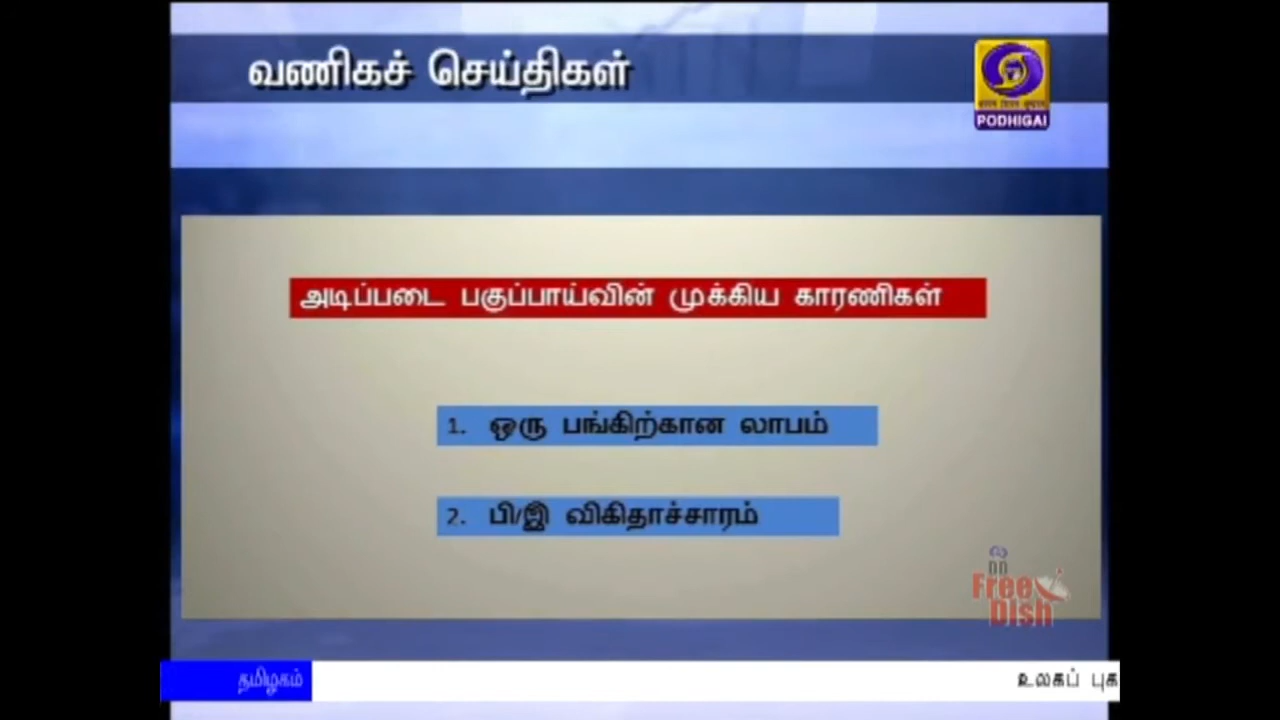 வணிகச் செய்திகள்
PODHIGAI
அடிப்படை பகுப்பாய்வின் முக்கிய காரணிகள்
1. ஒரு பங்கிற்கான லாபம்
2. பி/இ விகிதாச்சாரம்
DD
Free
Dish
தமிழகம்
உலகப் புக